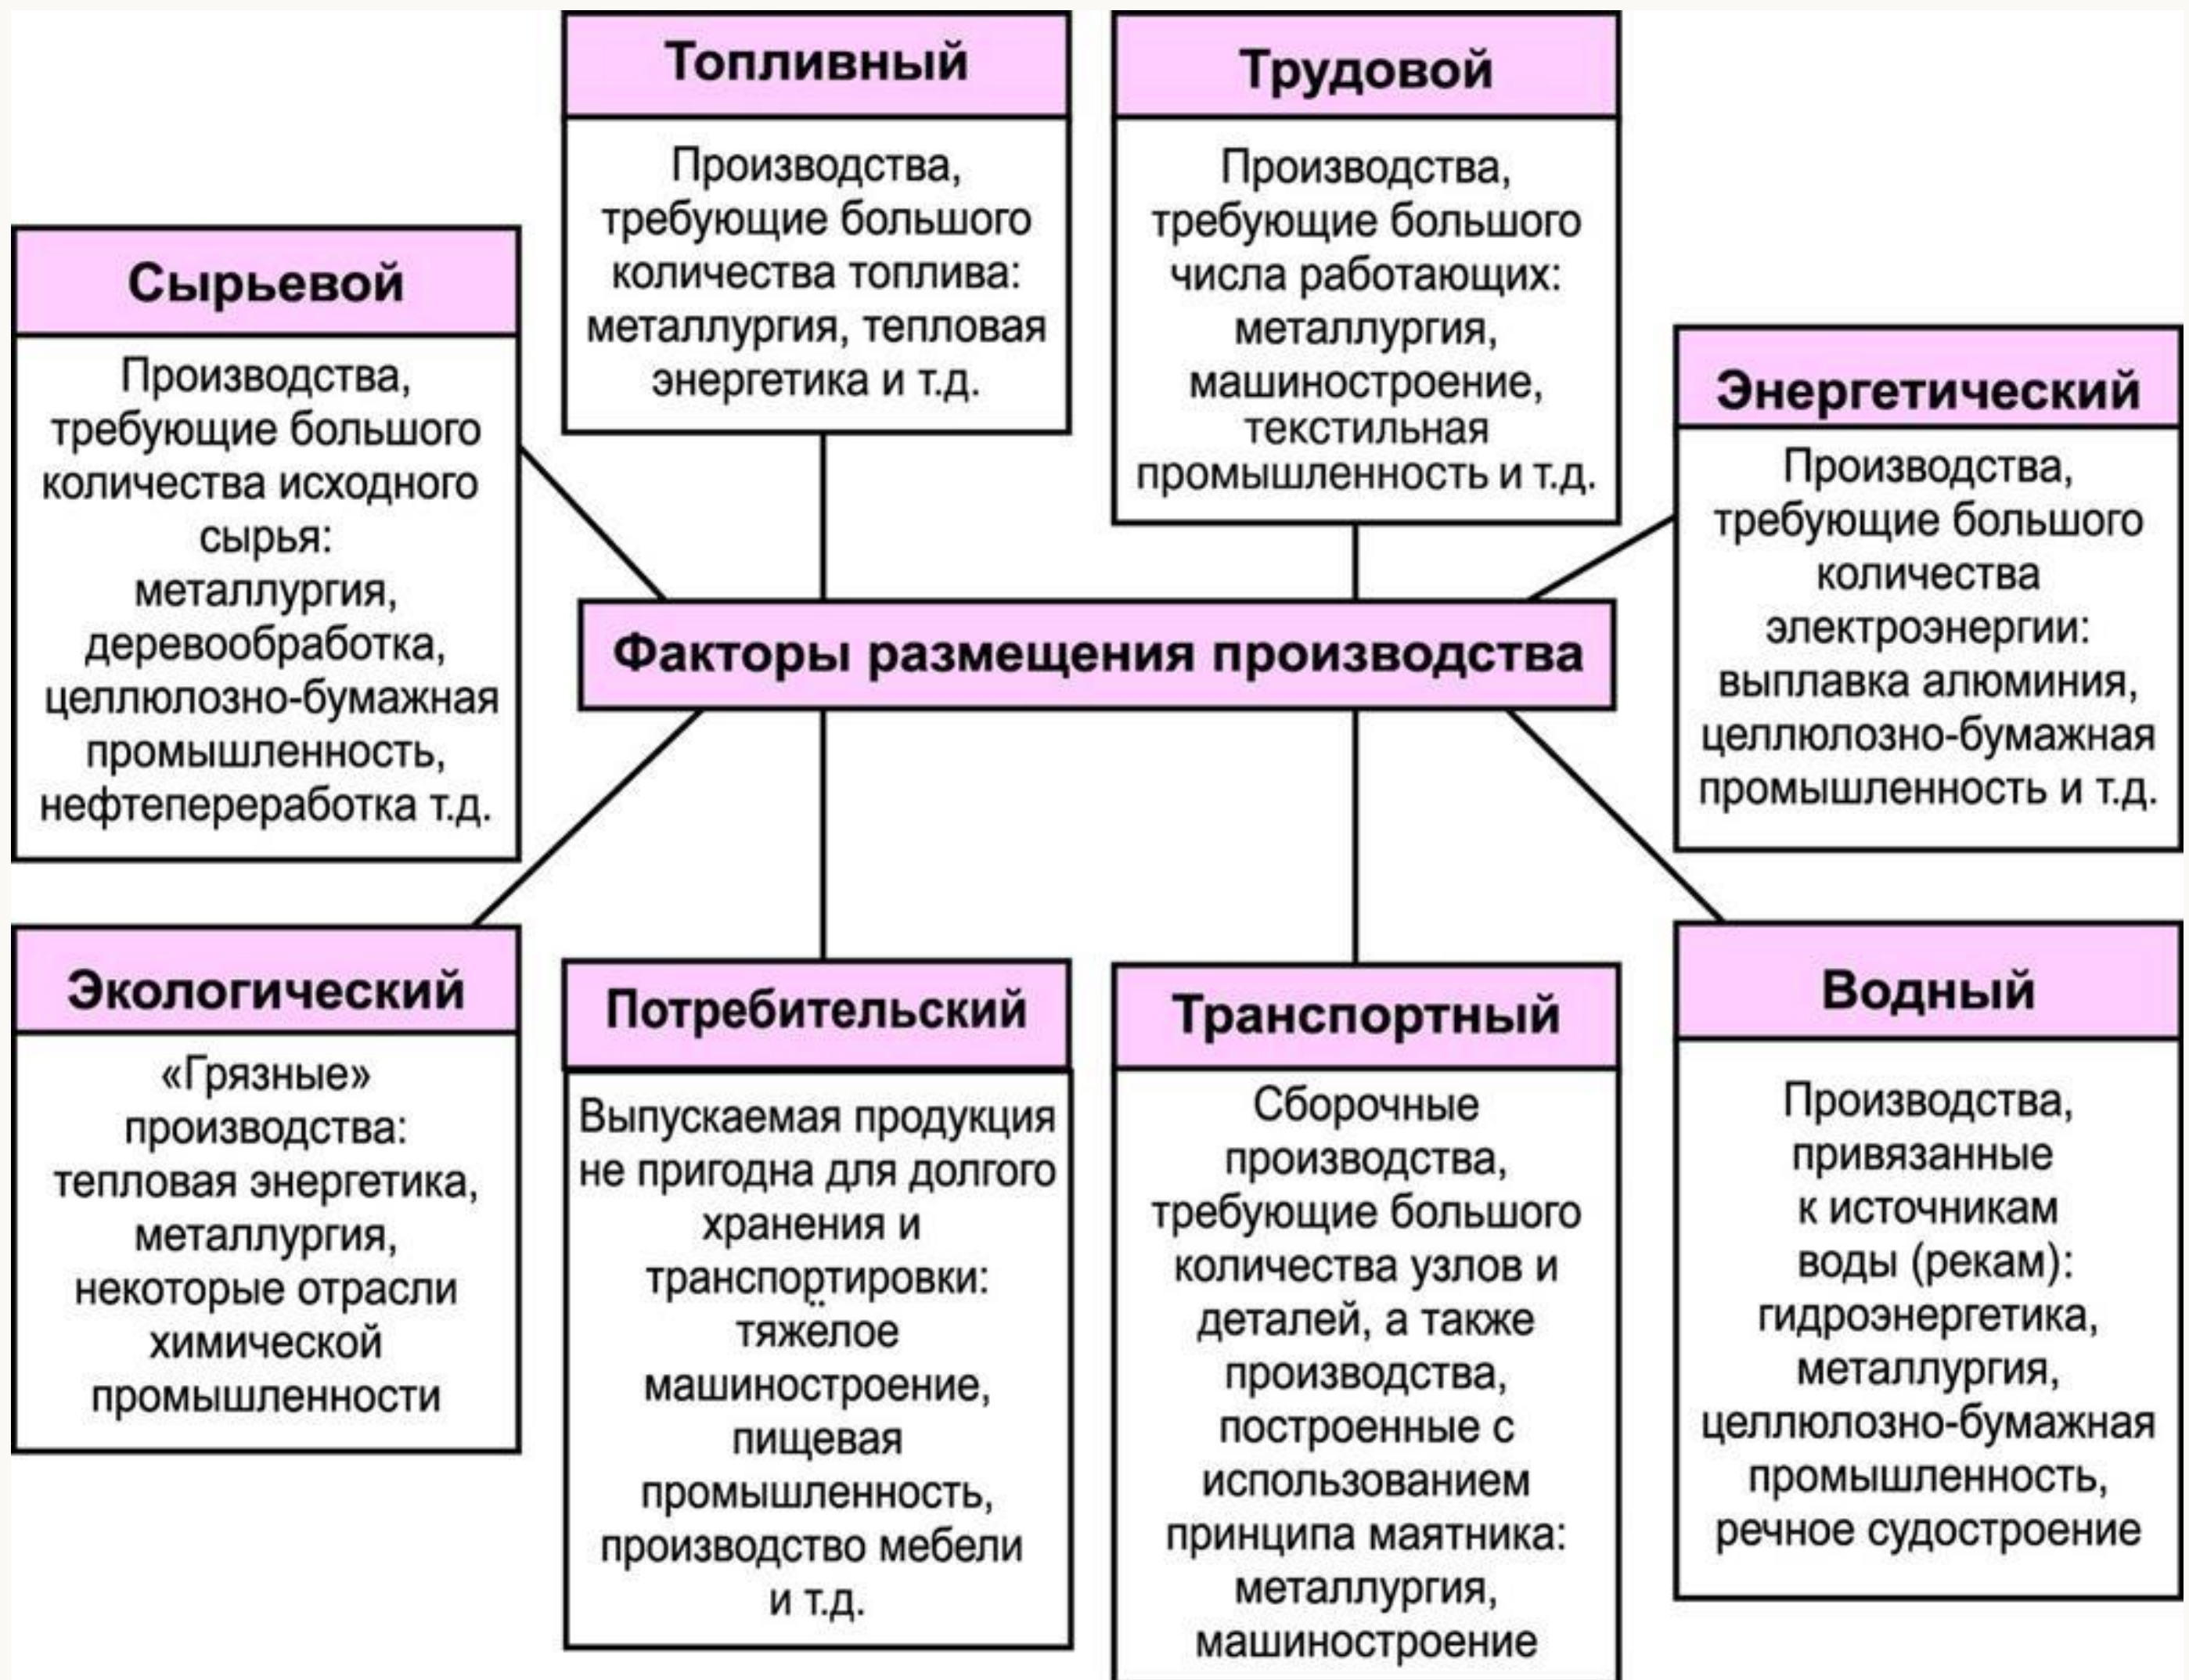 Топливный
Производства,
требующие большого
количества топлива:
металлургия, тепловая
энергетика и т.д.
Трудовой
Производства,
требующие большого
числа работающих:
металлургия,
машиностроение,
текстильная
промышленность и т.д.
Сырьевой
Производства,
требующие большого
количества исходного
сырья:
металлургия,
деревообработка,
целлюлозно-бумажная
промышленность,
нефтепереработка т.д.
Энергетический
Производства,
требующие большого
количества
электроэнергии:
выплавка алюминия,
целлюлозно-бумажная
промышленность и т.д.
Факторы размещения производства
Экологический
«Грязные»
производства:
тепловая энергетика,
металлургия,
некоторые отрасли
химической
промышленности
Потребительский
Выпускаемая продукция
не пригодна для долгого
хранения и
транспортировки:
тяжёлое
машиностроение,
пищевая
промышленность,
производство мебели
и т.д.
Транспортный
Сборочные
производства,
требующие большого
количества узлов и
деталей, а также
производства,
построенные с
использованием
принципа маятника:
металлургия,
машиностроение
Водный
Производства,
привязанные
к источникам
воды (рекам):
гидроэнергетика,
металлургия,
целлюлозно-бумажная
промышленность,
речное судостроение